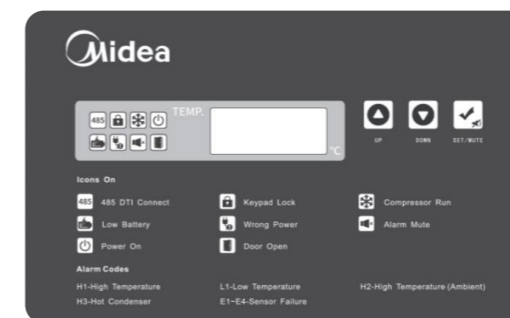 Midea
TEMP.
485
°C
UP DOWN SET/MUTE
Icons On
485 485 DTI Connect Keypad Lock Compressor Run
Low Battery Wrong Power Alarm Mute
Power On Door Open
Alarm Codes
H1-High Temperature L1-Low Temperature H2-High Temperature (Ambient)
H3-Hot Condenser E1~E4-Sensor Failure